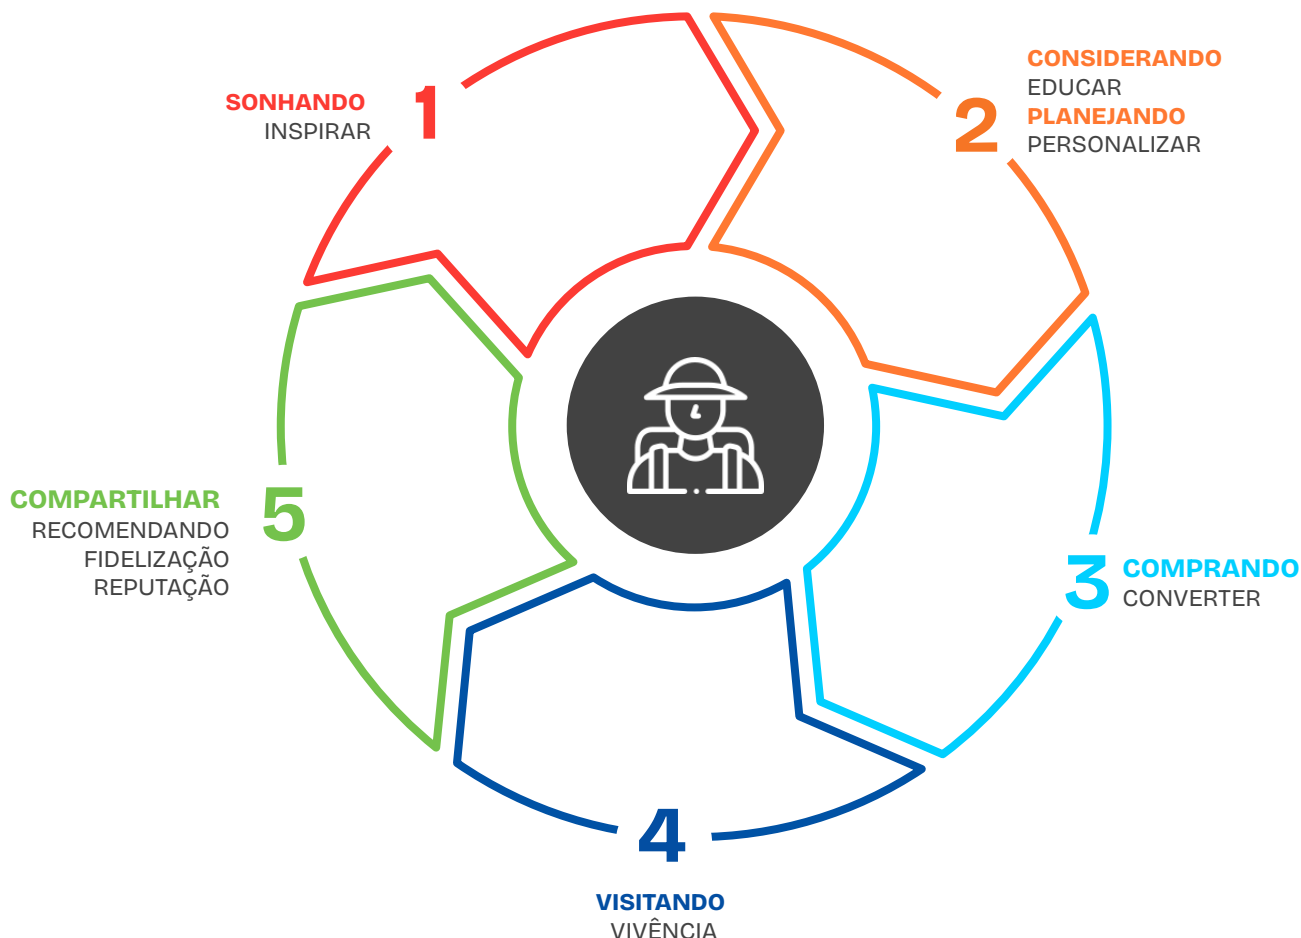 1
SONHANDO
INSPIRAR
2
CONSIDERANDO
EDUCAR
PLANEJANDO
PERSONALIZAR
3
COMPRANDO
CONVERTER
4
VISITANDO
VIVÊNCIA
5
COMPARTILHAR
RECOMENDANDO
FIDELIZAÇÃO
REPUTAÇÃO